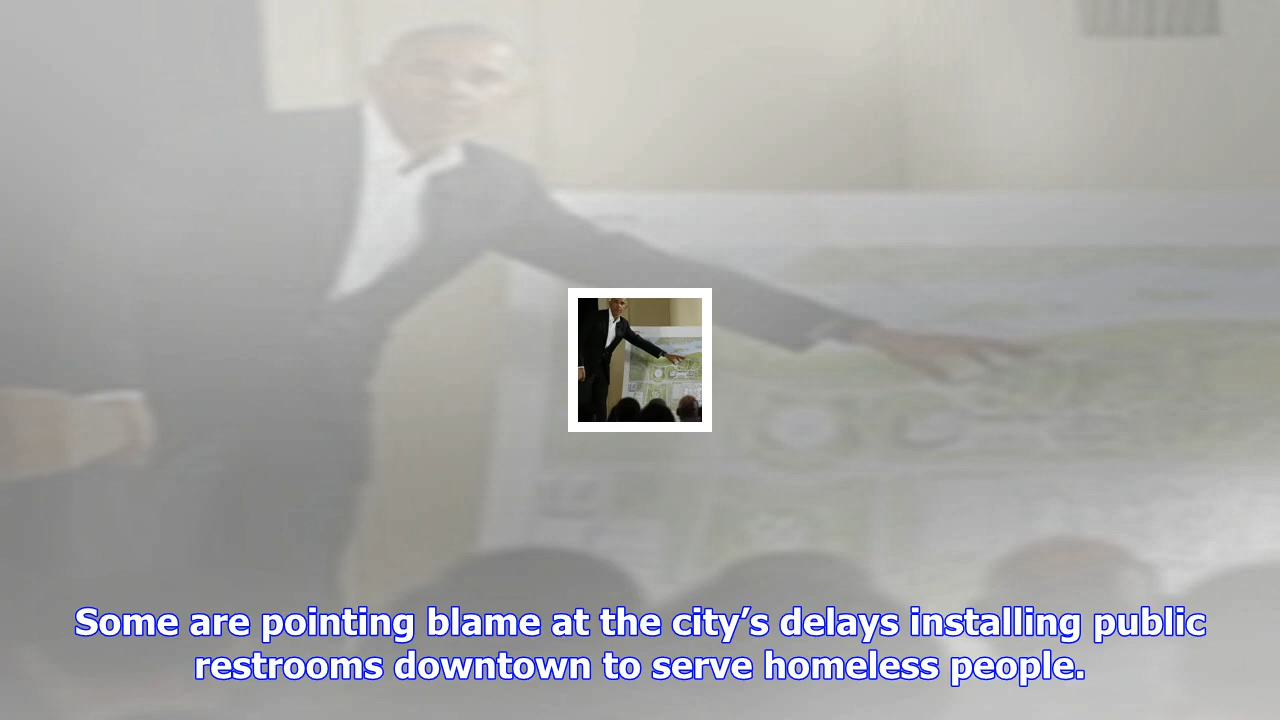 Some are pointing blame at the city’s delays installing public
restrooms downtown to serve homeless people.